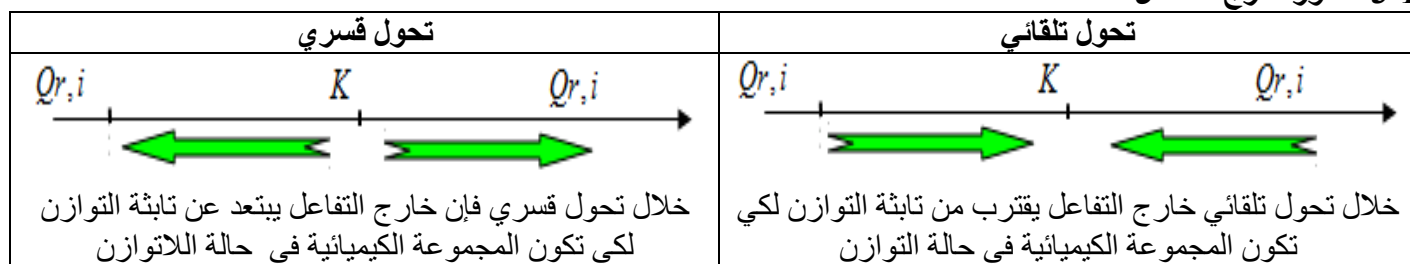 تحول تلقائي
تحول قسري
Qr,i K Qr,i
Qr,i K Qr,i
خلال تحول تلقائي خارج التفاعل يقترب من تابثة التوازن لكي
تكون المجموعة الكيميائية في حالة التوازن
خلال تحول قسري فإن خارج التفاعل يبتعد عن تابثة التوازن
لكي تكون المجموعة الكيميائية في حالة اللاتوازن